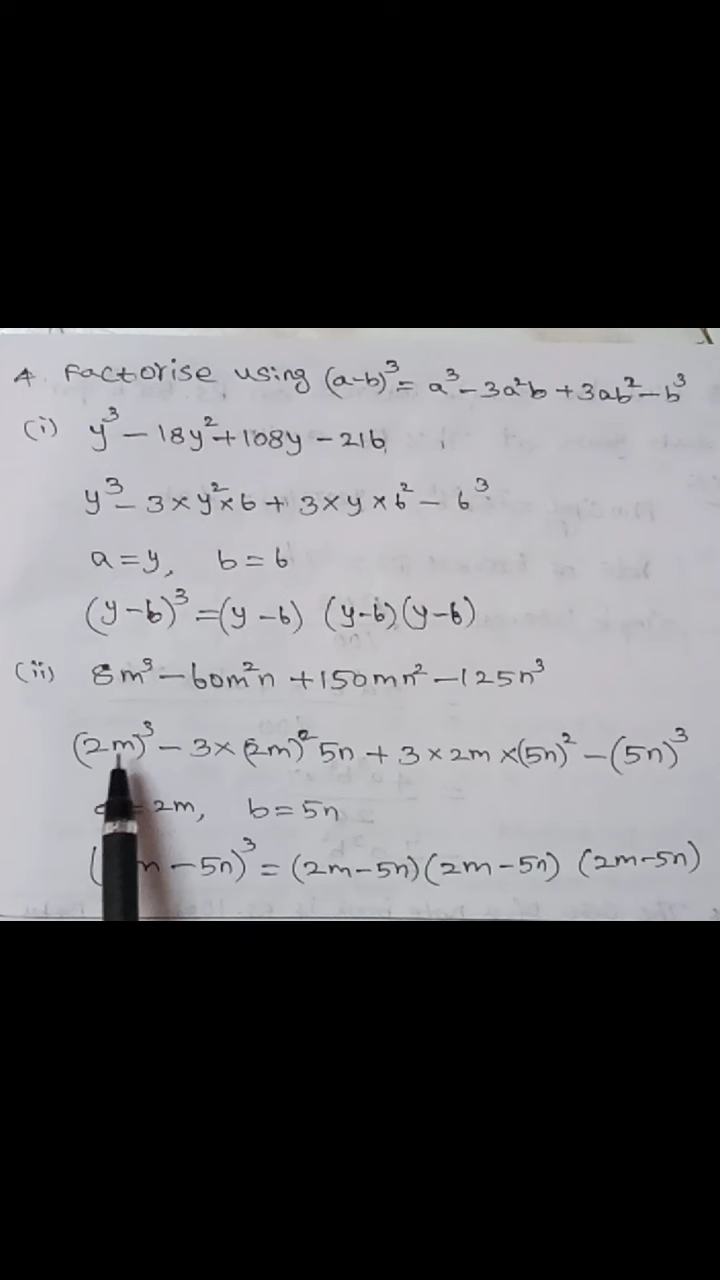 4. Factorise using (a-b)³ = a³ - 3a²b + 3ab² - b³
(i) y³ - 18y² + 108y - 216
y³ - 3 × y² × 6 + 3 × y × 6² - 6³
a = y, b = 6
(y-6)³ = (y-6) (y-6) (y-6)
(ii) 8m³ - 60m²n + 150mn² - 125n³
(2m)³ - 3 × (2m)² 5n + 3 × 2m × (5n)² - (5n)³
= 2m, b = 5n
( m - 5n)³ = (2m-5n) (2m-5n) (2m-5n)